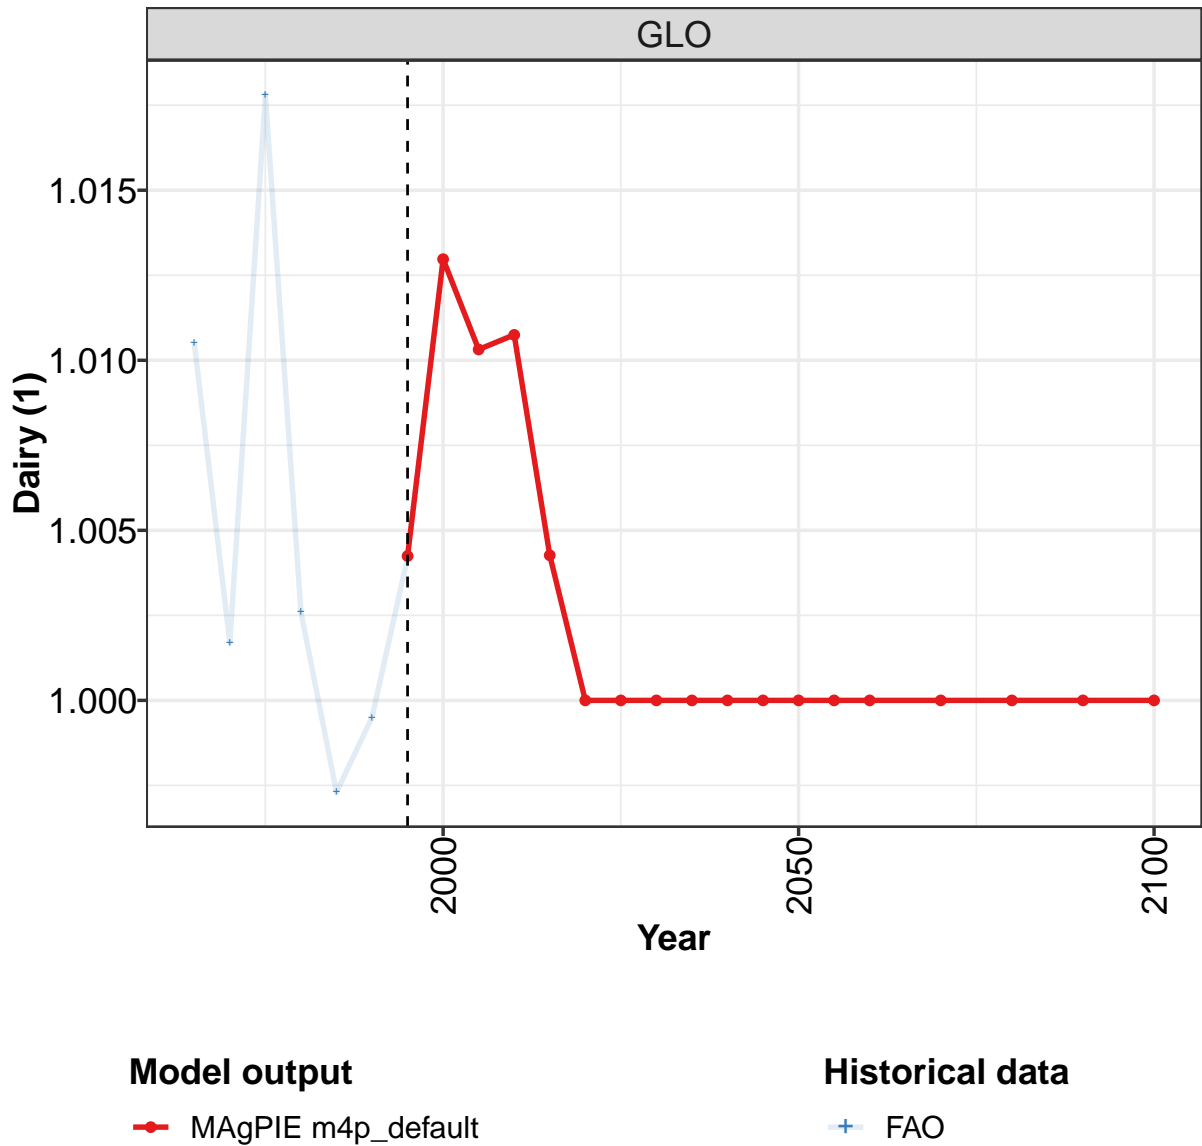 GLO
Dairy (1)
1.015
1.010
1.005
1.000
2000
2050
2100
Year
Model output
MAgPIE m4p_default
Historical data
FAO